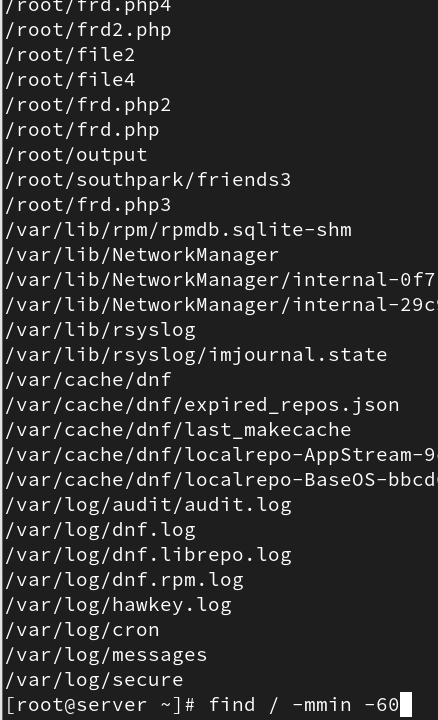 /root/frd.php4
/root/frd2.php
/root/file2
/root/file4
/root/frd.php2
/root/frd.php
/root/output
/root/southpark/friends3
/root/frd.php3
/var/lib/rpm/rpmdb.sqlite-shm
/var/lib/NetworkManager
/var/lib/NetworkManager/internal-0f7
/var/lib/NetworkManager/internal-29c9
/var/lib/rsyslog
/var/lib/rsyslog/imjournal.state
/var/cache/dnf
/var/cache/dnf/expired_repos.json
/var/cache/dnf/last_makecache
/var/cache/dnf/localrepo-AppStream-9
/var/cache/dnf/localrepo-BaseOS-bbcd
/var/log/audit/audit.log
/var/log/dnf.log
/var/log/dnf.librepo.log
/var/log/dnf.rpm.log
/var/log/hawkey.log
/var/log/cron
/var/log/messages
/var/log/secure
[root@server ~]# find / -mmin -60